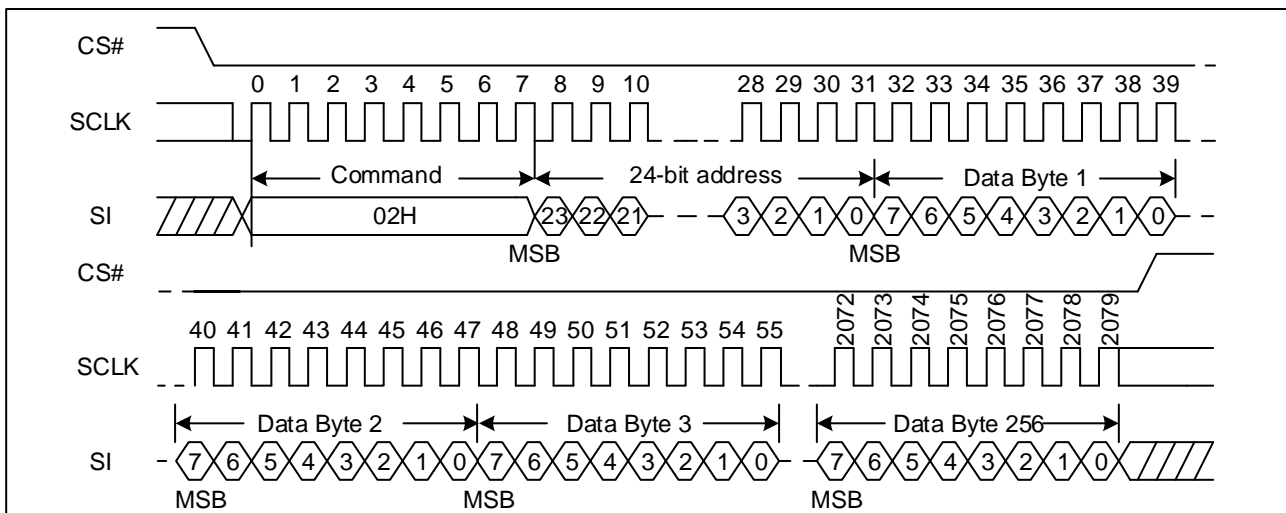 CS#
0 1 2 3 4 5 6 7 8 9 10 28 29 30 31 32 33 34 35 36 37 38 39
SCLK
Command 24-bit address Data Byte 1
SI 02H 23 22 21 3 2 1 0 7 6 5 4 3 2 1 0
MSB MSB
CS#
40 41 42 43 44 45 46 47 48 49 50 51 52 53 54 55 2072 2073 2074 2075 2076 2077 2078 2079
SCLK
Data Byte 2 Data Byte 3 Data Byte 256
SI 7 6 5 4 3 2 1 0 7 6 5 4 3 2 1 0 7 6 5 4 3 2 1 0
MSB MSB MSB